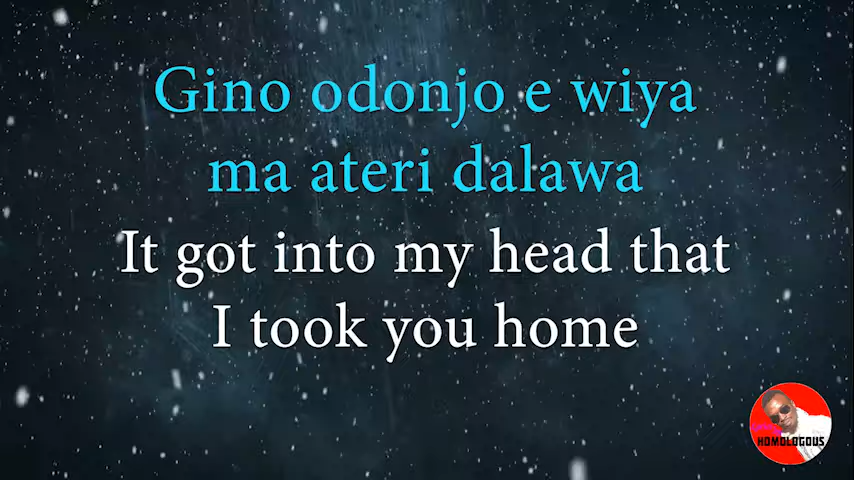 Gino odonjo e wiya
ma ateri dalawa
It got into my head that
I took you home
HOMOLOGOUS